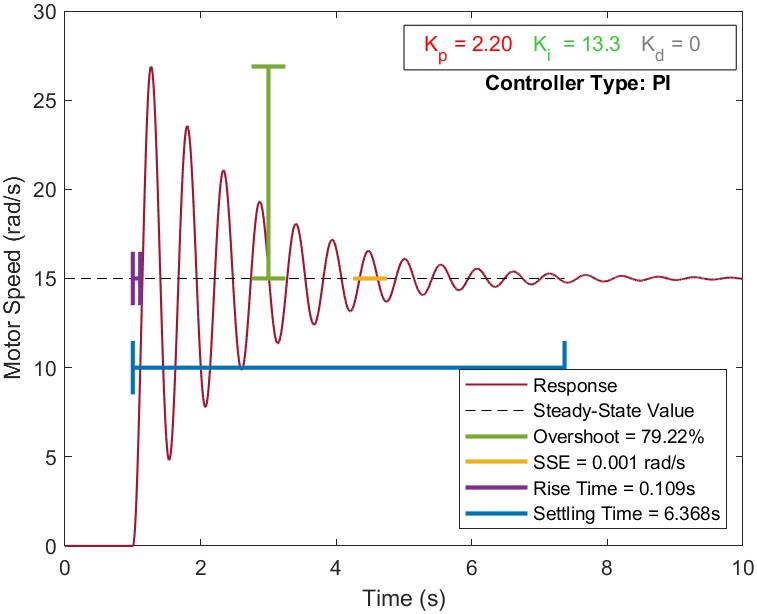 30
25
20
15
10
5
0
Motor Speed (rad/s)
Kp = 2.20 Ki = 13.3 Kd = 0
Controller Type: PI
Response
Steady-State Value
Overshoot = 79.22%
SSE = 0.001 rad/s
Rise Time = 0.109s
Settling Time = 6.368s
0 2 4 6 8 10
Time (s)